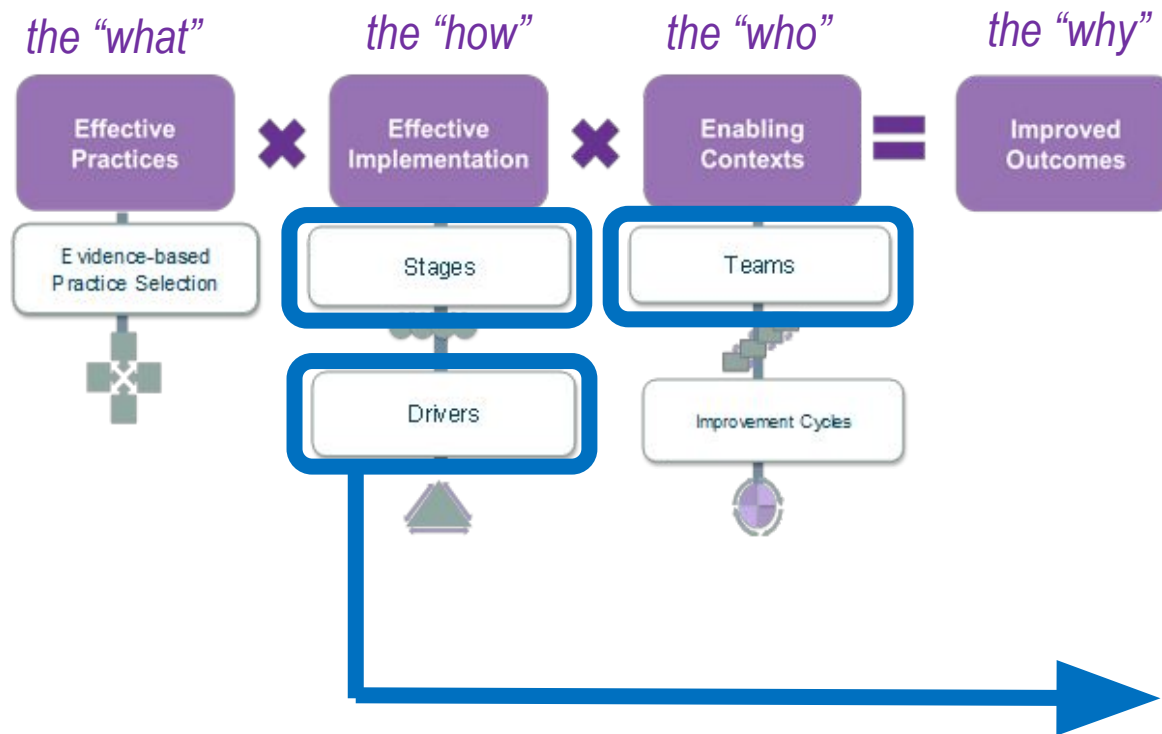 the “what”
the “how”
the “who”
the “why”
Effective
Practices
Effective
Implementation
Enabling
Contexts
Improved
Outcomes
Evidence-based
Practice Selection
Stages
Teams
Drivers
Improvement Cycles